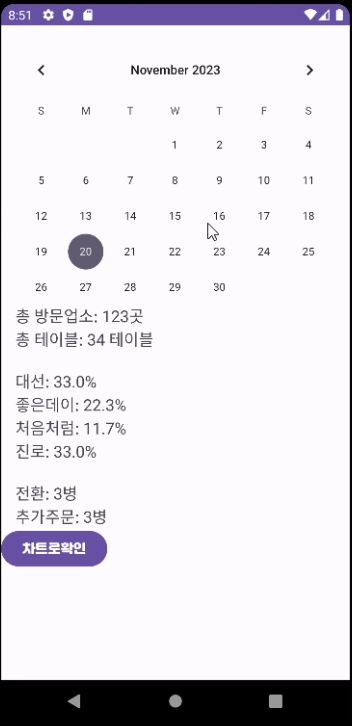 8:51
November 2023
S M T W T F S
1 2 3 4
5 6 7 8 9 10 11
12 13 14 15 16 17 18
19 20 21 22 23 24 25
26 27 28 29 30
총 방문업소: 123곳
총 테이블: 34 테이블
대선: 33.0%
좋은데이: 22.3%
처음처럼: 11.7%
진로: 33.0%
전환: 3병
추가주문: 3병
차트로확인